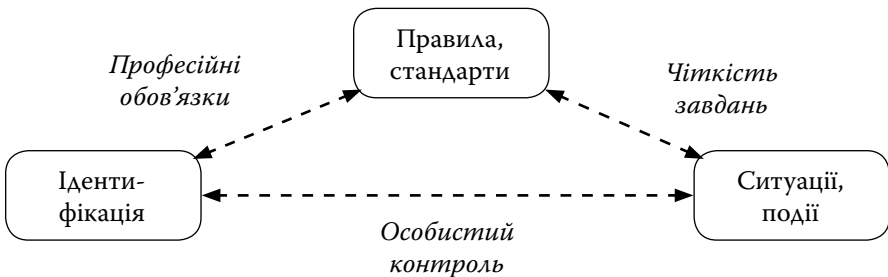 Правила,
стандарти
Професійні
обов'язки
Чіткість
завдань
Іденти-
фікація
Ситуації,
події
Особистий
контроль